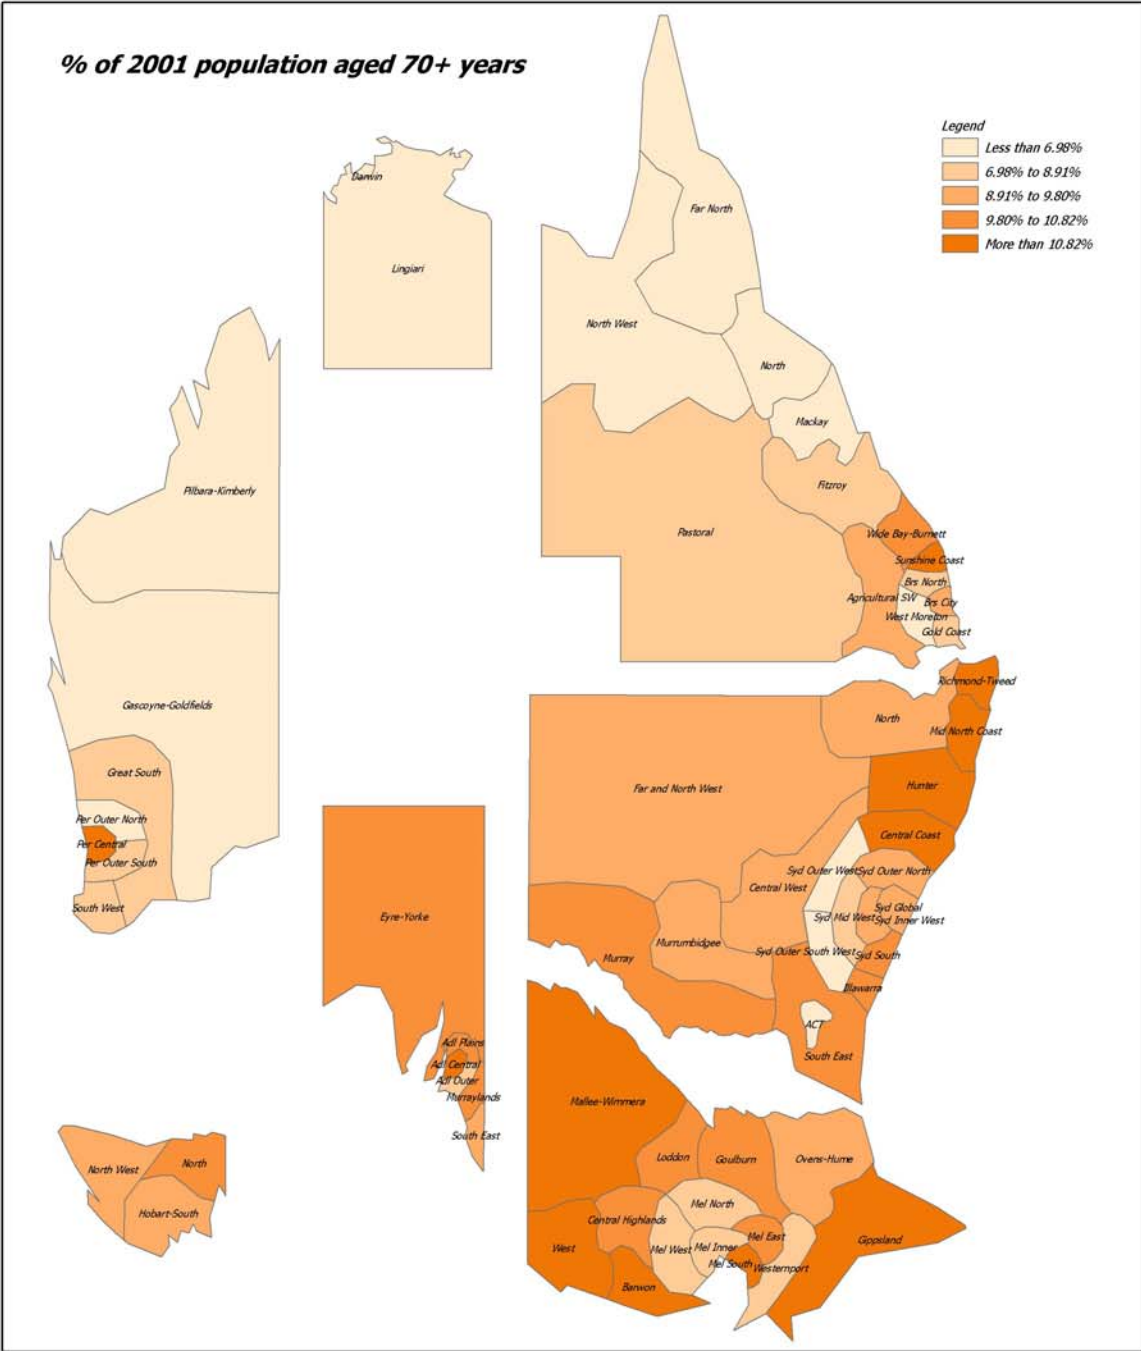 % of 2001 population aged 70+ years
Legend
Less than 6.98%
6.98% to 8.91%
8.91% to 9.80%
9.80% to 10.82%
More than 10.82%
Darwin
Lingiari
Far North
North West
North
Mackay
Fitzroy
Pastoral
Wide Bay-Burnett
Sunshine Coast
Brs North
Agricultural SW
Brs City
West Moreton
Gold Coast
Pilbara-Kimberly
Gascoyne-Goldfields
Great South
Per Outer North
Per Central
Per Outer South
South West
Richmond-Tweed
North
Mid North Coast
Far and North West
Hunter
Central Coast
Syd Outer West
Syd Outer North
Central West
Syd Global
Syd Mid West
Syd Inner West
Murrumbidgee
Syd Outer South West
Syd South
Murray
Illawarra
ACT
South East
Eyre-Yorke
Adl Plains
Adl Central
Adl Outer
Murraylands
South East
Mallee-Wimmera
Loddon
Goulburn
Ovens-Hume
Mel North
Central Highlands
Mel East
Gippsland
West
Mel West
Mel Inner
Mel South
Westernport
Barwon
North West
North
Hobart-South